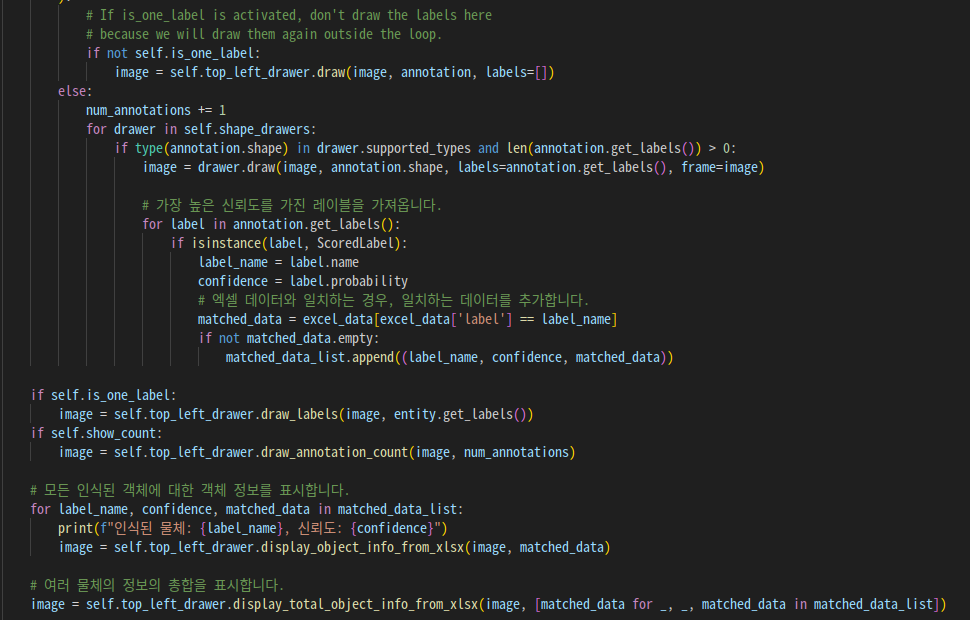 # If is_one_label is activated, don't draw the labels here
# because we will draw them again outside the loop.
if not self.is_one_label:
image = self.top_left_drawer.draw(image, annotation, labels=[])
else:
num_annotations += 1
for drawer in self.shape_drawers:
if type(annotation.shape) in drawer.supported_types and len(annotation.get_labels()) > 0:
image = drawer.draw(image, annotation.shape, labels=annotation.get_labels(), frame=image)
# 가장 높은 신뢰도를 가진 레이블을 가져옵니다.
for label in annotation.get_labels():
if isinstance(label, ScoredLabel):
label_name = label.name
confidence = label.probability
# 엑셀 데이터와 일치하는 경우, 일치하는 데이터를 추가합니다.
matched_data = excel_data[excel_data['label'] == label_name]
if not matched_data.empty:
matched_data_list.append((label_name, confidence, matched_data))
if self.is_one_label:
image = self.top_left_drawer.draw_labels(image, entity.get_labels())
if self.show_count:
image = self.top_left_drawer.draw_annotation_count(image, num_annotations)
# 모든 인식된 객체에 대한 객체 정보를 표시합니다.
for label_name, confidence, matched_data in matched_data_list:
print(f"인식된 물체: {label_name}, 신뢰도: {confidence}")
image = self.top_left_drawer.display_object_info_from_xlsx(image, matched_data)
# 여러 물체의 정보의 총합을 표시합니다.
image = self.top_left_drawer.display_total_object_info_from_xlsx(image, [matched_data for _, _, matched_data in matched_data_list])